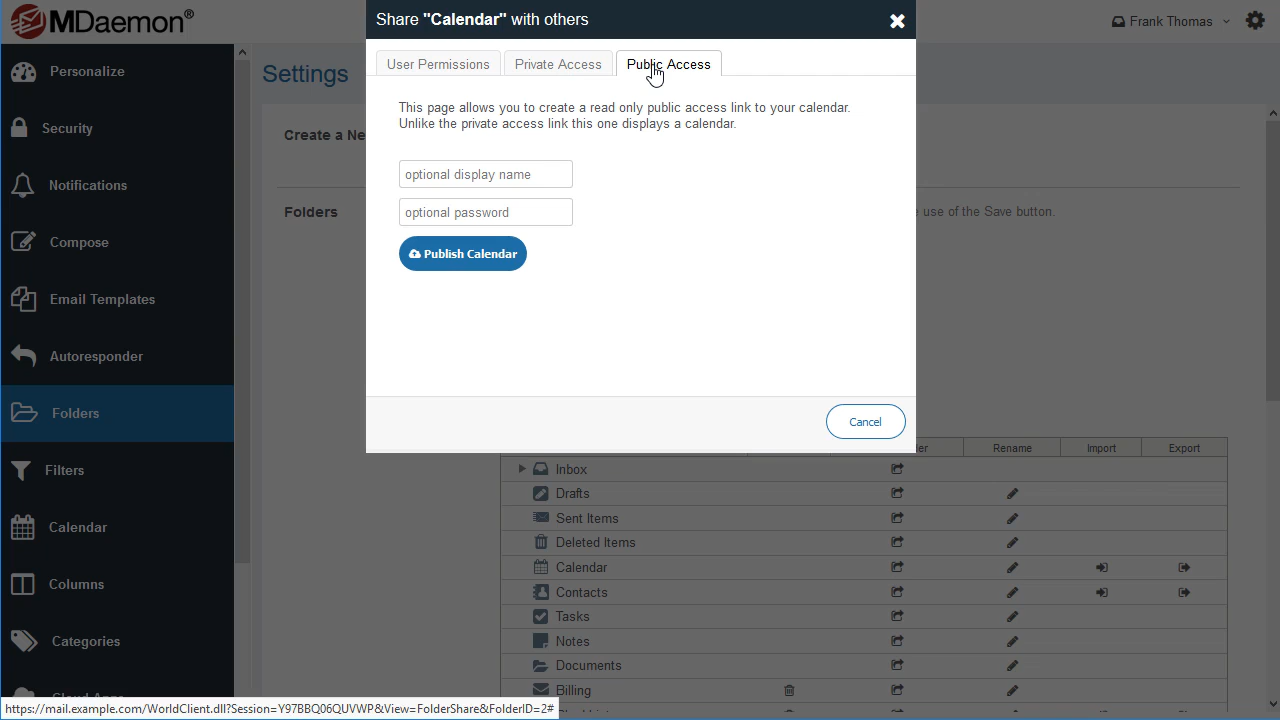 MDaemon®
Share "Calendar" with others
Frank Thomas
Personalize
Security
Notifications
Compose
Email Templates
Autoresponder
Folders
Filters
Calendar
Columns
Categories
Cloud Apps
Settings
Create a Ne
Folders
e use of the Save button.
User Permissions
Private Access
Public Access
This page allows you to create a read only public access link to your calendar.
Unlike the private access link this one displays a calendar.
optional display name
optional password
Publish Calendar
Cancel
er Rename Import Export
Inbox
Drafts
Sent Items
Deleted Items
Calendar
Contacts
Tasks
Notes
Documents
Billing
https://mail.example.com/WorldClient.dll?Session=Y97BBQ06QUVWP&View=FolderShare&FolderID=2#